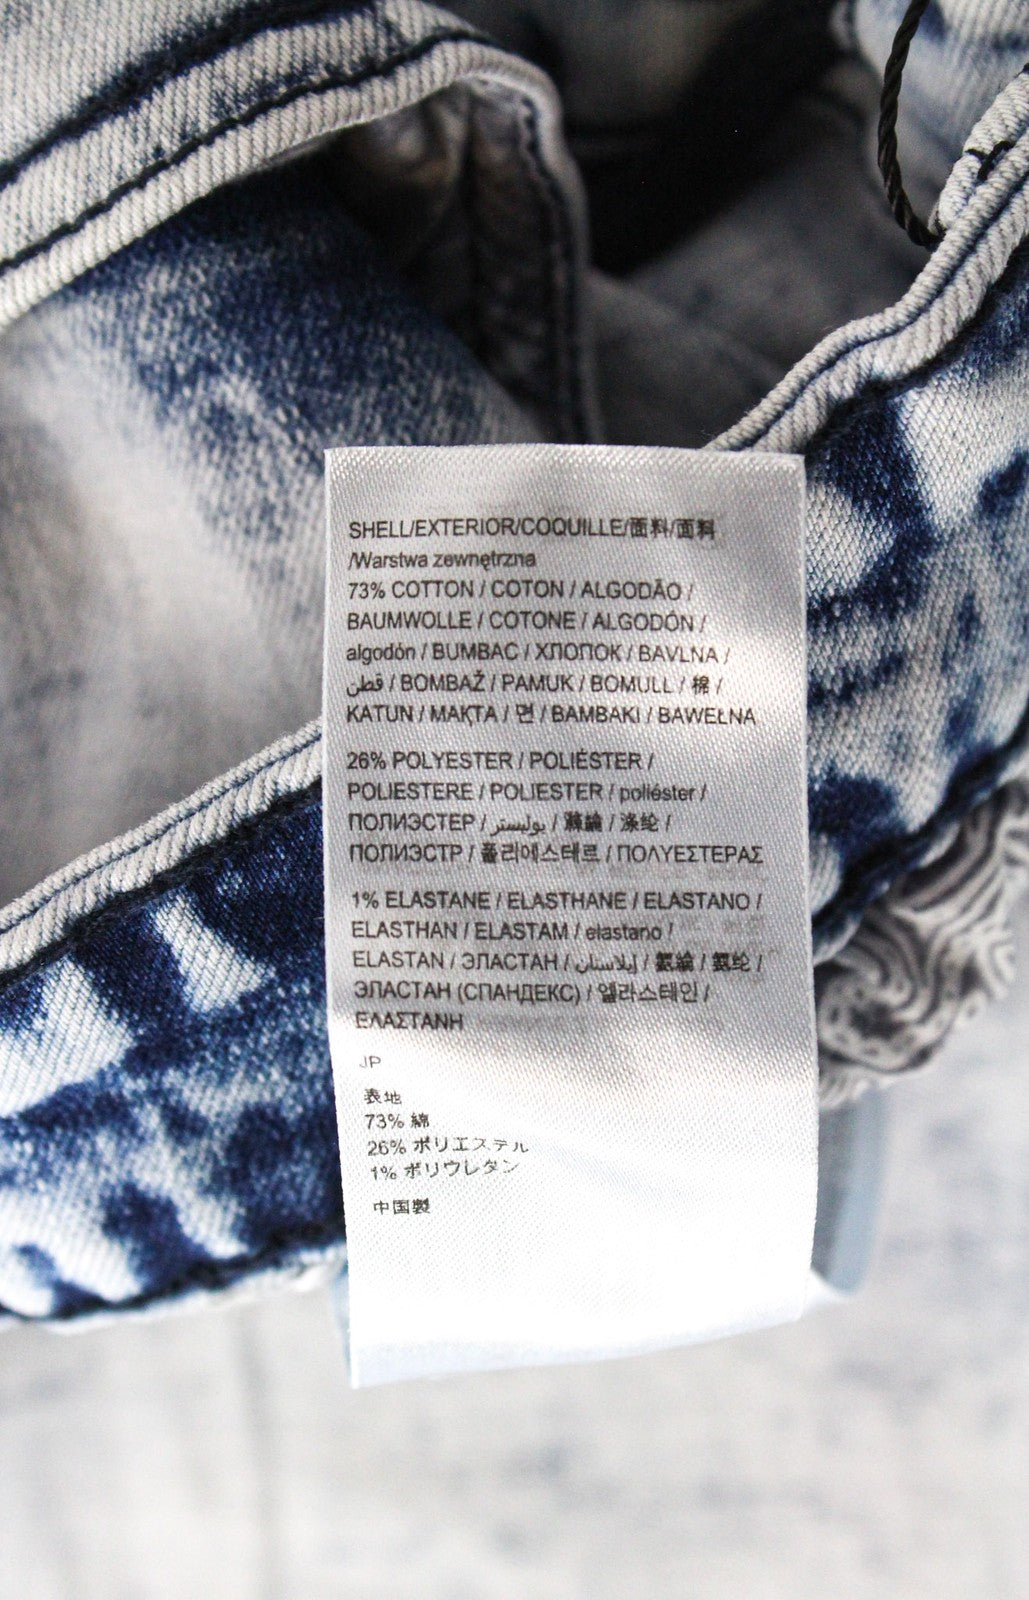 SHELL/EXTERIOR/COQUILLE/面料/面料
/Warstwa zewnętrzna
73% COTTON / COTON / ALGODÃO /
BAUMWOLLE / COTONE / ALGODÓN /
algodón / BUMBAC / ХЛОПОК / BAVLNA /
قطن / BOMBAŽ / PAMUK / BOMULL / 棉 /
KATUN / МАҚТА / 면 / BAMBAKI / BAWEŁNA
26% POLYESTER / POLIÉSTER /
POLIESTERE / POLIESTER / poliéster /
ПОЛИЭСТЕР / بوليستر / 滌綸 / 涤纶 /
ПОЛИЭСТР / 폴리에스테르 / ΠΟΛΥΕΣΤΕΡΑΣ
1% ELASTANE / ELASTHANE / ELASTANO /
ELASTHAN / ELASTAM / elastano /
ELASTAN / ЭЛАСТАН / إيلاستان / 氨綸 / 氨纶 /
ЭЛАСТАН (СПАНДЕКС) / 엘라스테인 /
ΕΛΑΣΤΑΝΗ
JP
表地
73% 綿
26% ポリエステル
1% ポリウレタン
中国製